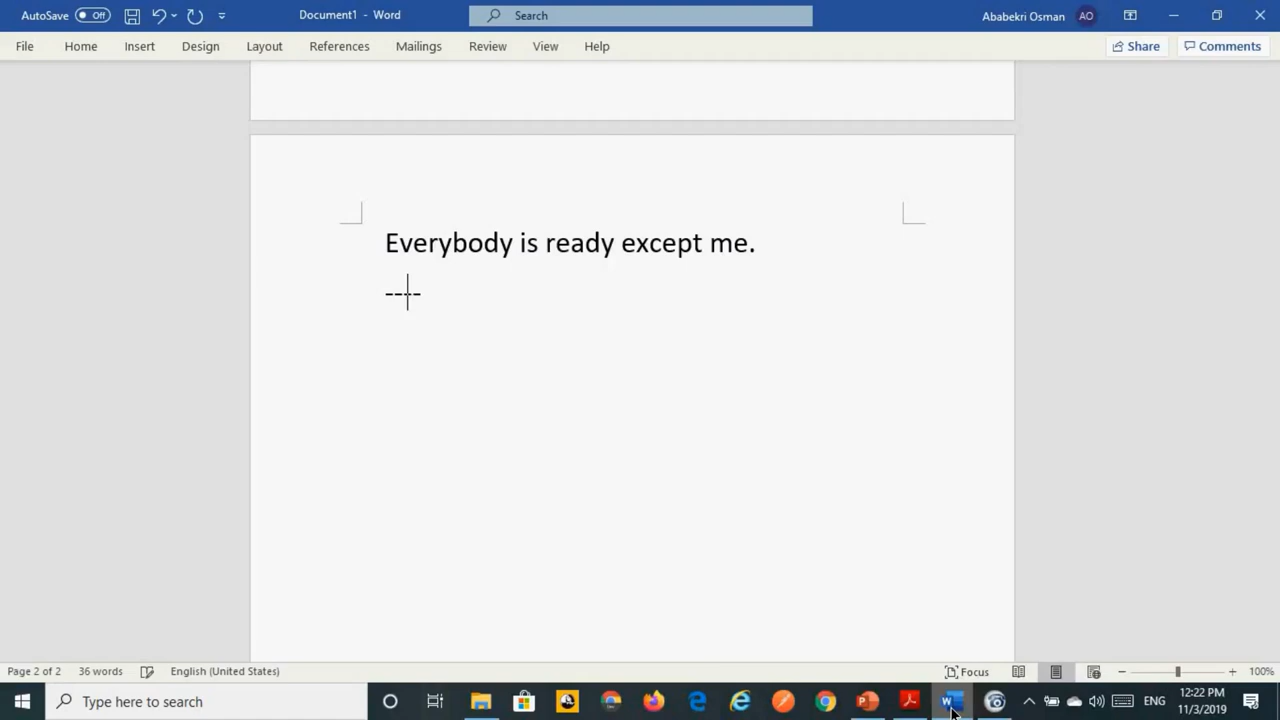 AutoSave Off Document1 - Word Search Ababekri Osman AO
File Home Insert Design Layout References Mailings Review View Help Share Comments
Everybody is ready except me.
----
Page 2 of 2 36 words English (United States) Focus 100%
Type here to search ENG 12:22 PM
11/3/2019